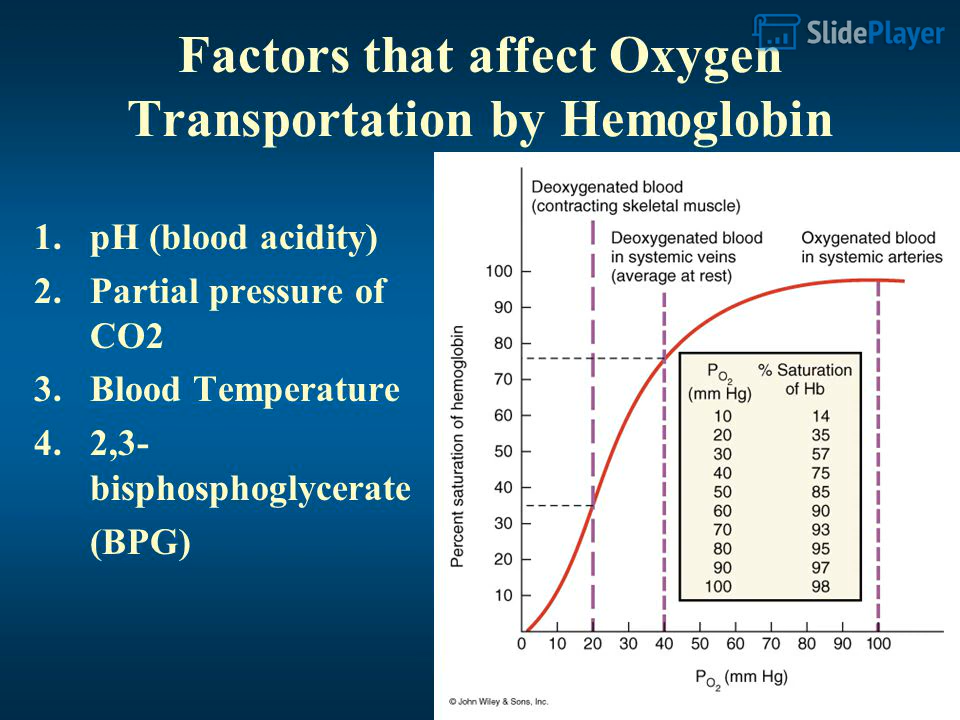 SlidePlayer
Factors that affect Oxygen
Transportation by Hemoglobin
1. pH (blood acidity)
2. Partial pressure of
CO2
3. Blood Temperature
4. 2,3-
bisphosphoglycerate
(BPG)
Deoxygenated blood
(contracting skeletal muscle)
Deoxygenated blood
in systemic veins
(average at rest)
Oxygenated blood
in systemic arteries
Percent saturation of hemoglobin
100
90
80
70
60
50
40
30
20
10
PO2 % Saturation
(mm Hg) of Hb
10 14
20 35
30 57
40 75
50 85
60 90
70 93
80 95
90 97
100 98
0 10 20 30 40 50 60 70 80 90 100
PO2 (mm Hg)
© John Wiley & Sons, Inc.